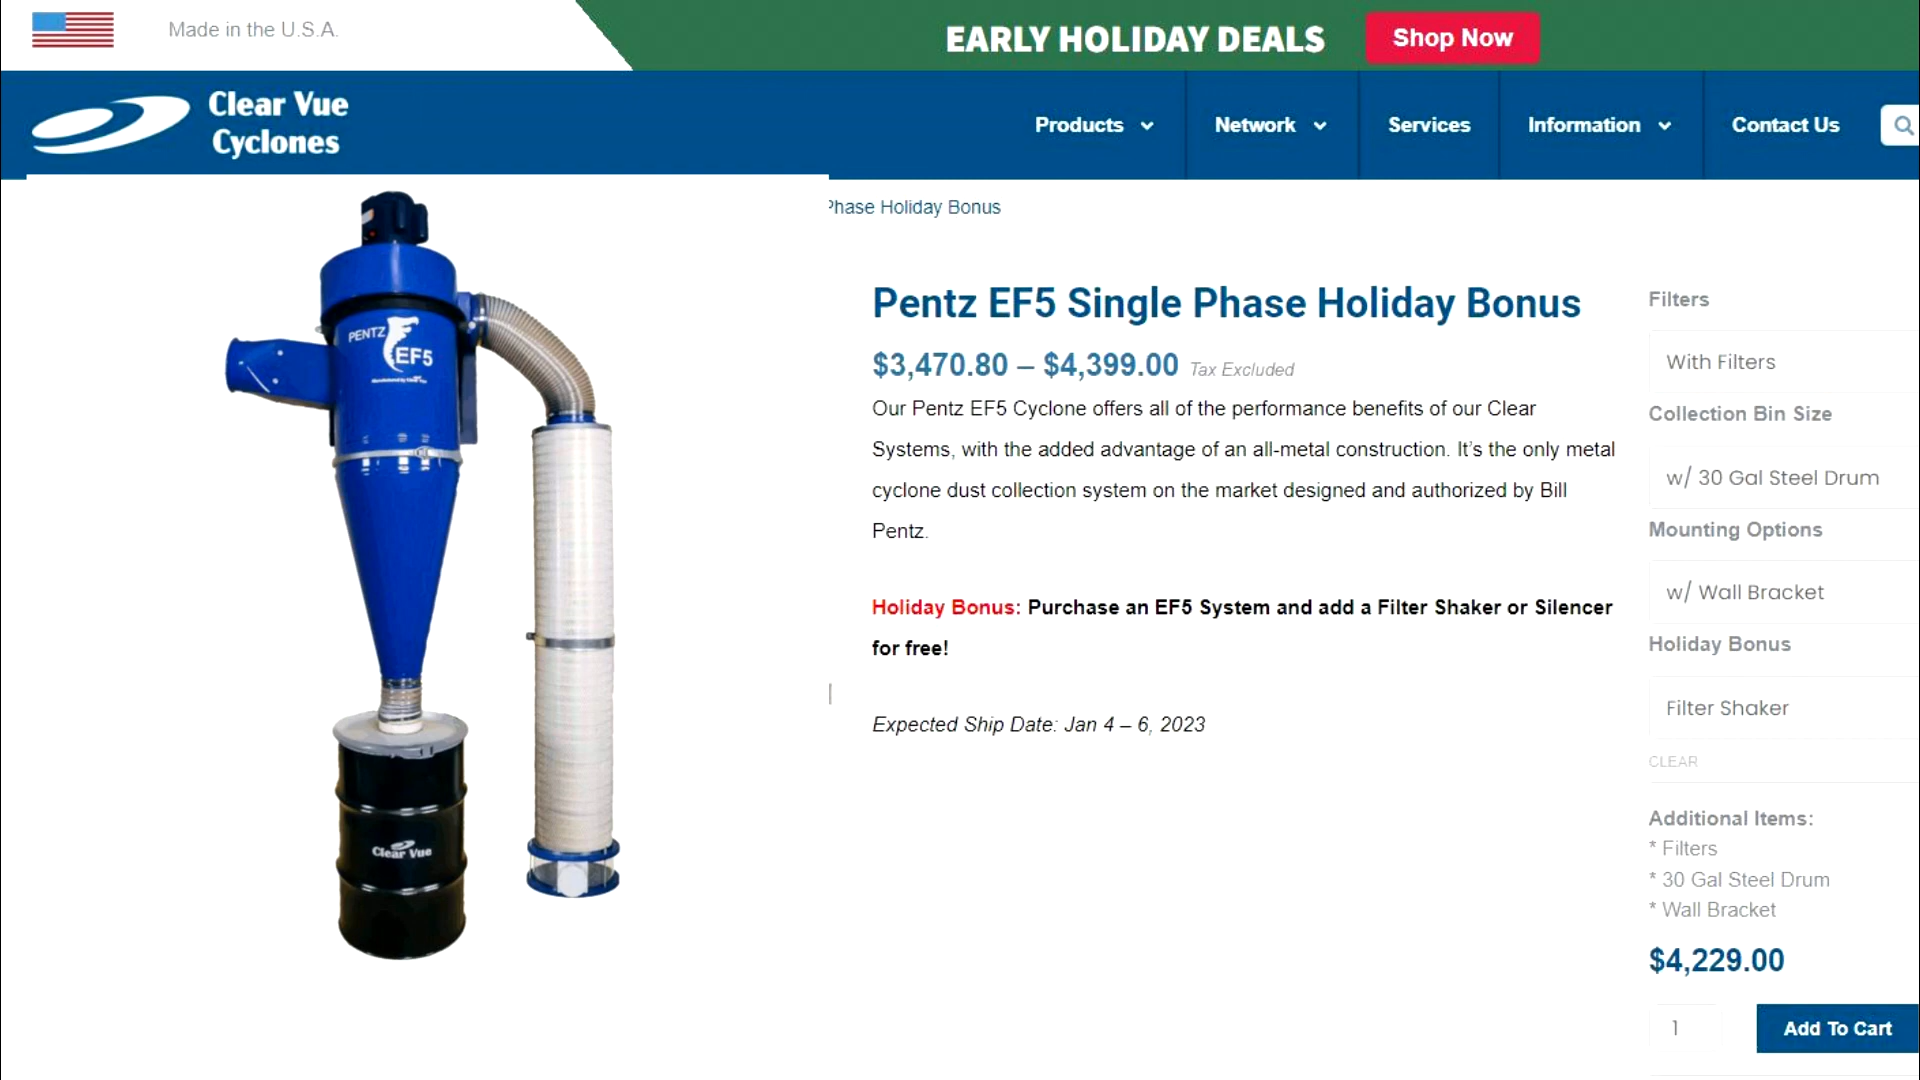 Made in the U.S.A.
EARLY HOLIDAY DEALS
Shop Now
Clear Vue
Cyclones
Products
Network
Services
Information
Contact Us
Phase Holiday Bonus
PENTZ
EF5
Clear Vue
Pentz EF5 Single Phase Holiday Bonus
$3,470.80 – $4,399.00 Tax Excluded
Our Pentz EF5 Cyclone offers all of the performance benefits of our Clear
Systems, with the added advantage of an all-metal construction. It’s the only metal
cyclone dust collection system on the market designed and authorized by Bill
Pentz.
Holiday Bonus: Purchase an EF5 System and add a Filter Shaker or Silencer
for free!
Expected Ship Date: Jan 4 – 6, 2023
Filters
With Filters
Collection Bin Size
w/ 30 Gal Steel Drum
Mounting Options
w/ Wall Bracket
Holiday Bonus
Filter Shaker
CLEAR
Additional Items:
* Filters
* 30 Gal Steel Drum
* Wall Bracket
$4,229.00
1
Add To Cart